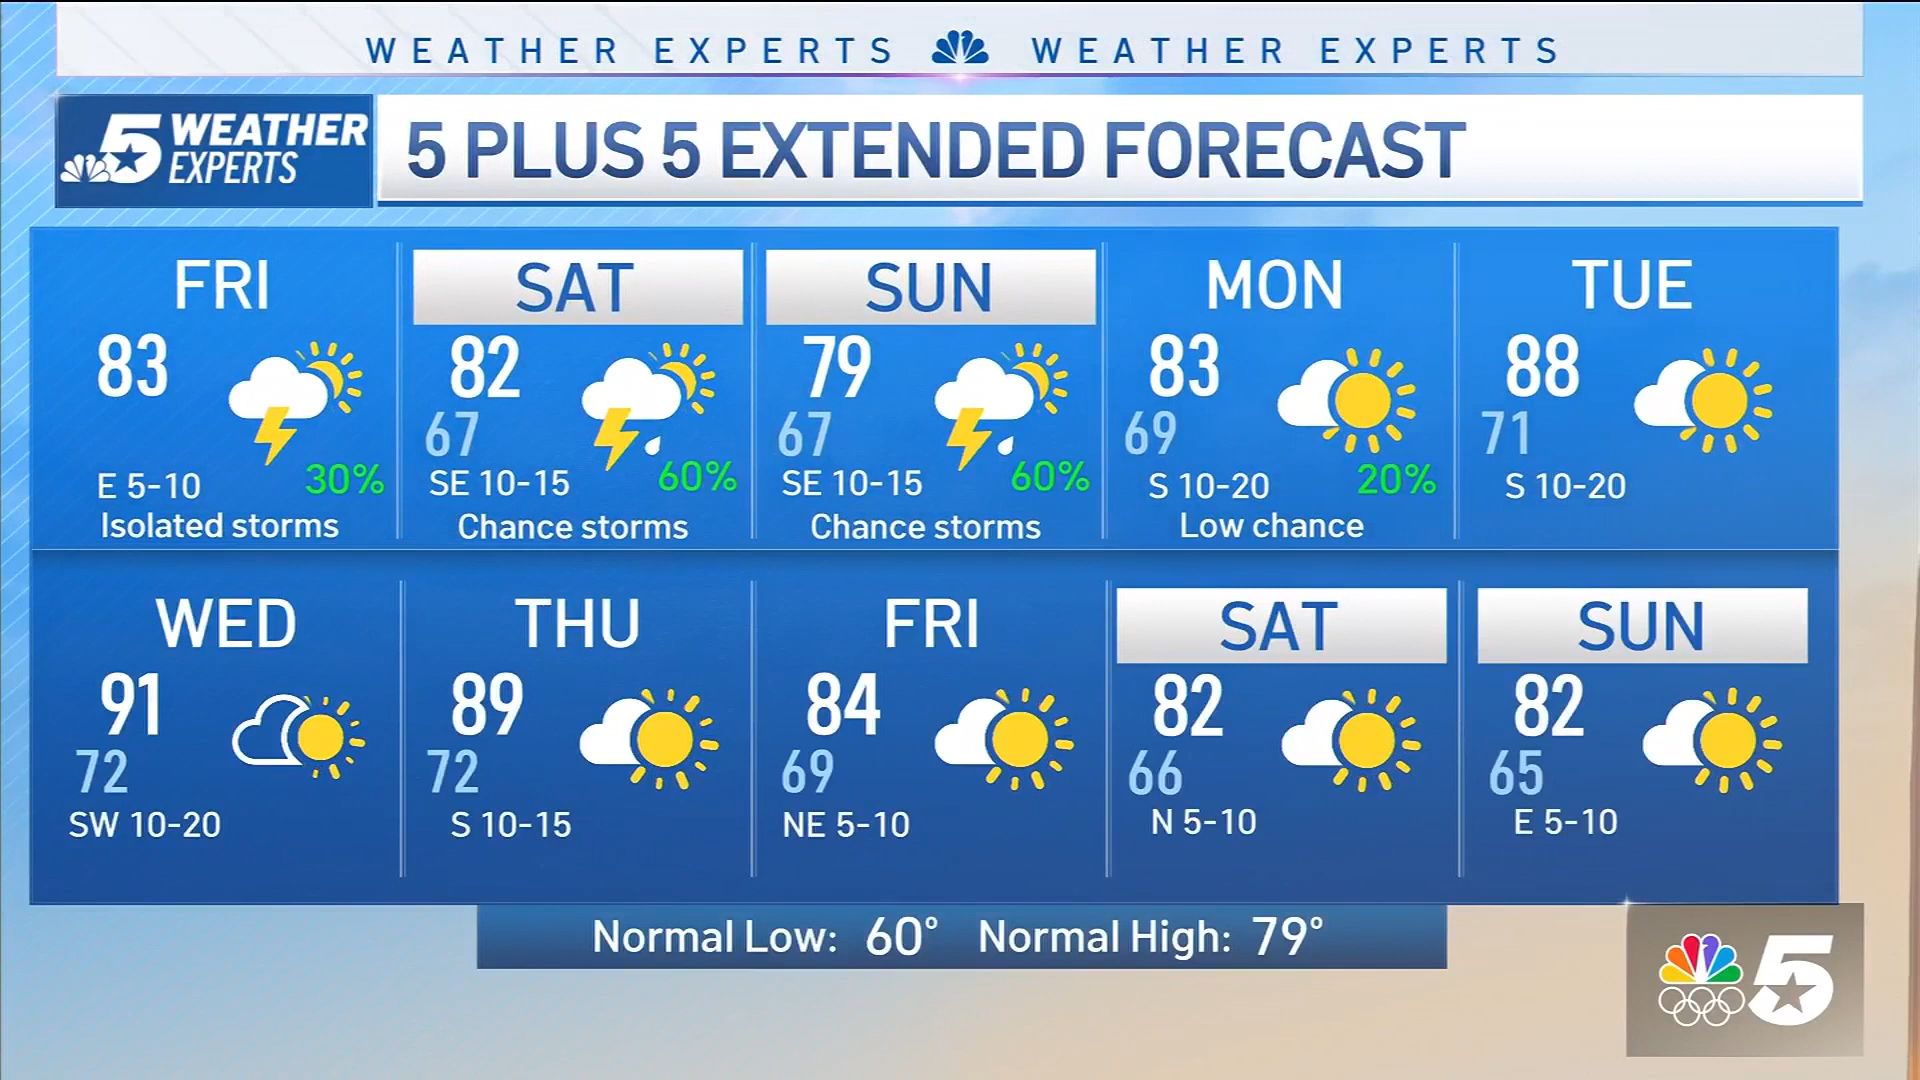 WEATHER EXPERTS WEATHER EXPERTS
5 WEATHER EXPERTS
5 PLUS 5 EXTENDED FORECAST
FRI
83
E 5-10
30%
Isolated storms
SAT
82
67
SE 10-15
60%
Chance storms
SUN
79
67
SE 10-15
60%
Chance storms
MON
83
69
S 10-20
20%
Low chance
TUE
88
71
S 10-20
WED
91
72
SW 10-20
THU
89
72
S 10-15
FRI
84
69
NE 5-10
SAT
82
66
N 5-10
SUN
82
65
E 5-10
Normal Low: 60° Normal High: 79°
5